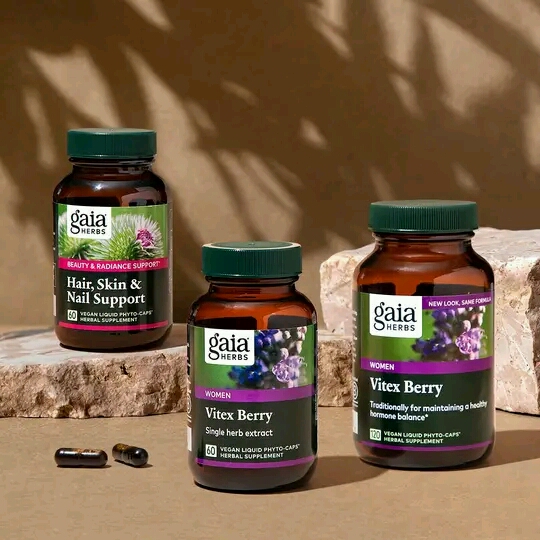 gaia
HERBS
BEAUTY & RADIANCE SUPPORT*
Hair, Skin &
Nail Support
60 VEGAN LIQUID PHYTO-CAPS®
HERBAL SUPPLEMENT
gaia
HERBS
WOMEN
Vitex Berry
Single herb extract
60 VEGAN LIQUID PHYTO-CAPS®
HERBAL SUPPLEMENT
NEW LOOK, SAME FORMULA
gaia
HERBS
WOMEN
Vitex Berry
Traditionally for maintaining a healthy
hormone balance*
120 VEGAN LIQUID PHYTO-CAPS®
HERBAL SUPPLEMENT